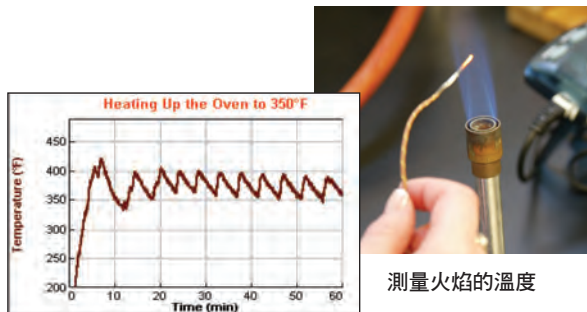 Heating Up the Oven to 350°F
Temperature (°F)
450
400
350
300
250
200
0 10 20 30 40 50 60
Time (min)
測量火焰的溫度